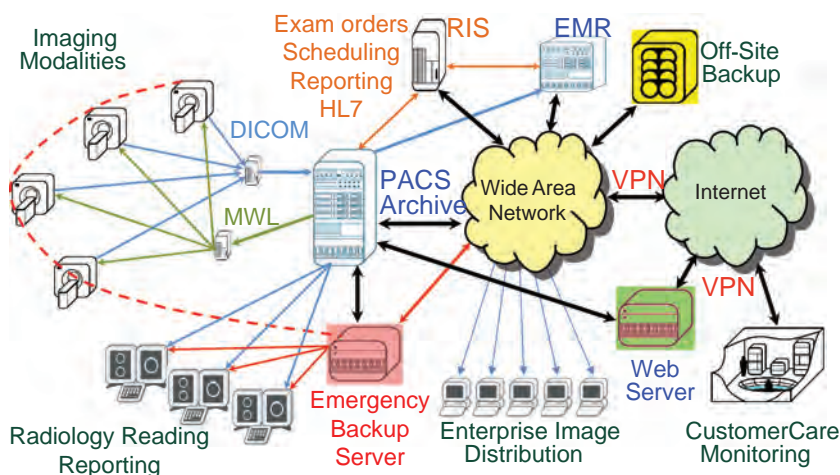 Imaging
Modalities
Exam orders
Scheduling
Reporting
HL7
RIS
EMR
Off-Site
Backup
DICOM
MWL
PACS
Archive
Wide Area
Network
VPN
Internet
VPN
Radiology Reading
Reporting
Emergency
Backup
Server
Enterprise Image
Distribution
Web
Server
CustomerCare
Monitoring